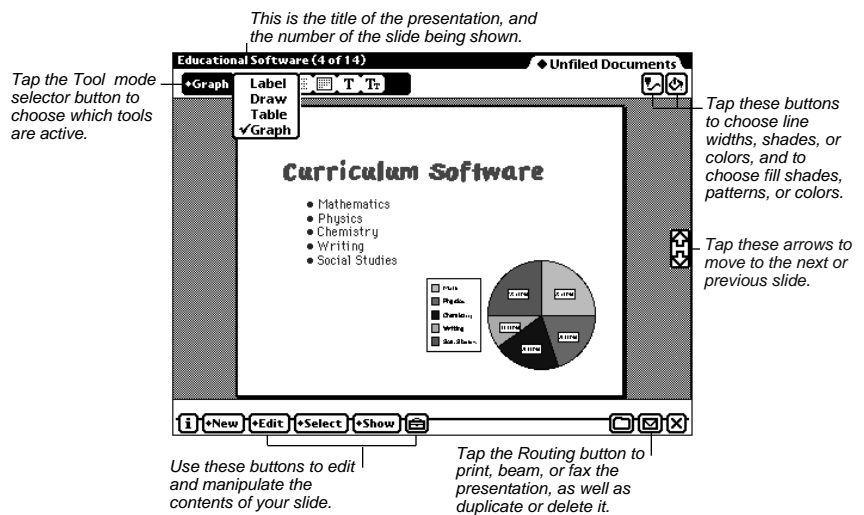 This is the title of the presentation, and
the number of the slide being shown.
Educational Software (4 of 14)
Unfiled Documents
Tap the Tool mode
selector button to
choose which tools
are active.
Graph
Label
Draw
Table
✓Graph
T
TT
Tap these buttons
to choose line
widths, shades, or
colors, and to
choose fill shades,
patterns, or colors.
Curriculum Software
• Mathematics
• Physics
• Chemistry
• Writing
• Social Studies
Tap these arrows to
move to the next or
previous slide.
Math
Physics
Chemistry
Writing
Soc. Studies
i
New
Edit
Select
Show
X
Use these buttons to edit
and manipulate the
contents of your slide.
Tap the Routing button to
print, beam, or fax the
presentation, as well as
duplicate or delete it.